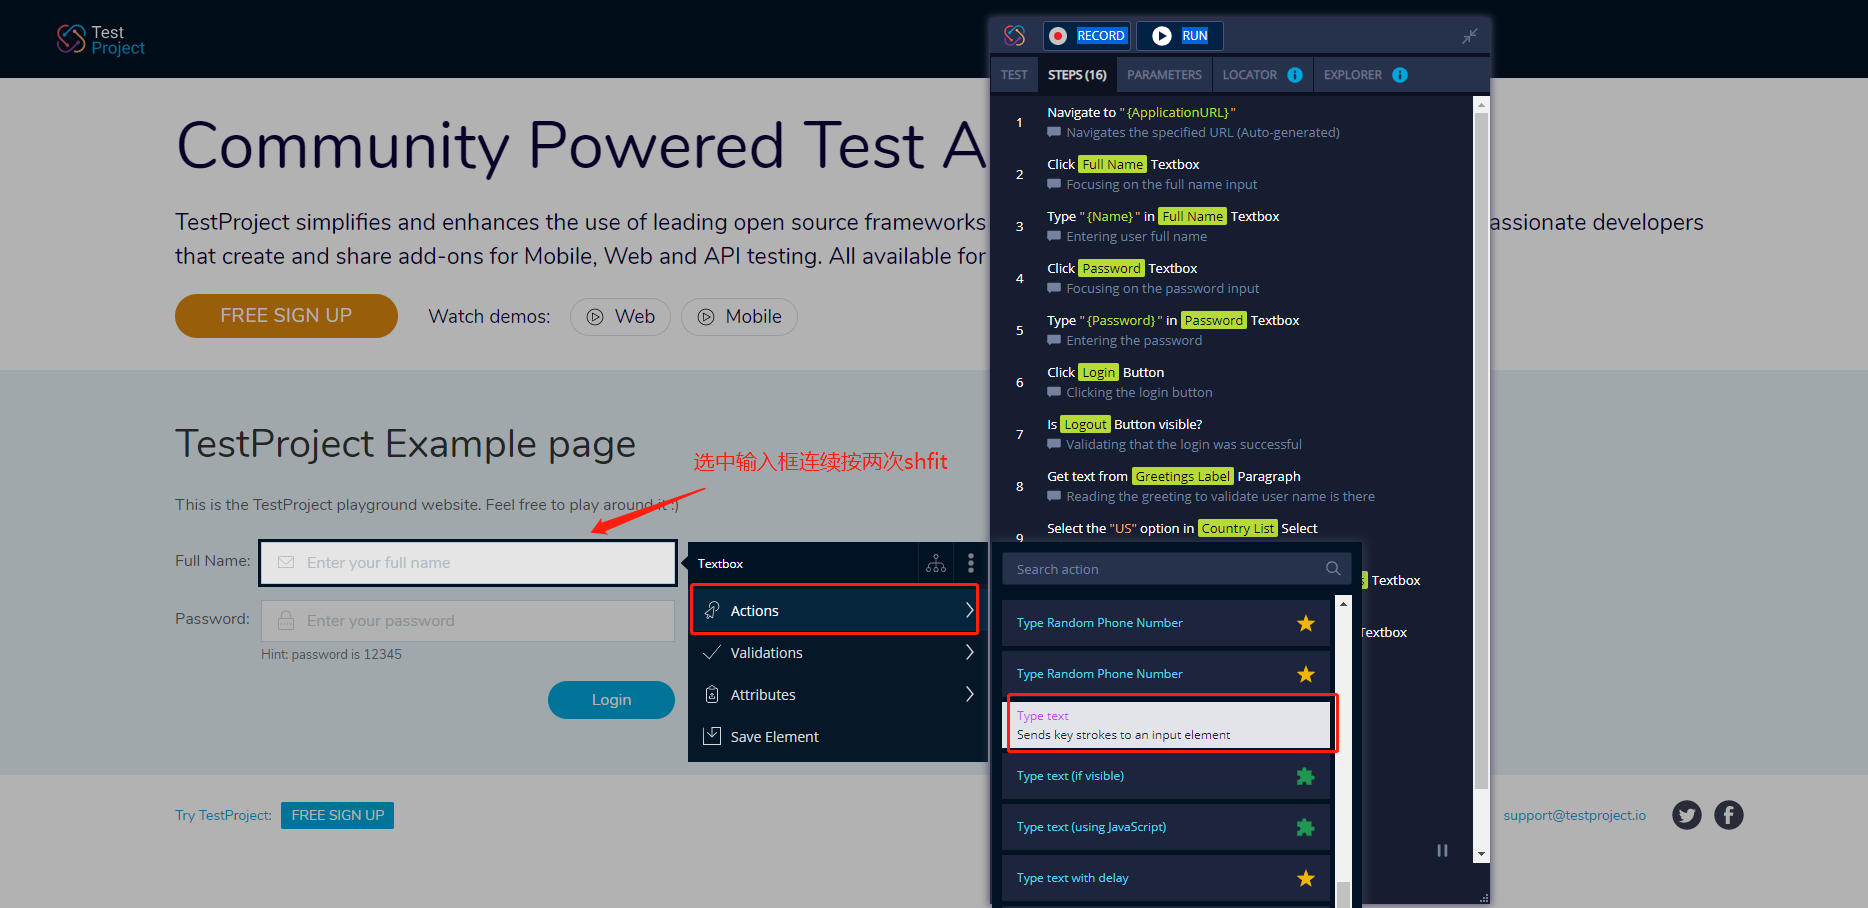 Test
Project
Community Powered Test A
TestProject simplifies and enhances the use of leading open source frameworks
assionate developers
that create and share add-ons for Mobile, Web and API testing. All available for
FREE SIGN UP
Watch demos:
Web
Mobile
TestProject Example page
选中输入框连续按两次shfit
This is the TestProject playground website. Feel free to play around it :)
Full Name:
Enter your full name
Password:
Enter your password
Hint: password is 12345
Login
Textbox
Actions
Validations
Attributes
Save Element
Try TestProject:
FREE SIGN UP
support@testproject.io
RECORD
RUN
TEST
STEPS (16)
PARAMETERS
LOCATOR
EXPLORER
1
Navigate to "{ApplicationURL}"
Navigates the specified URL (Auto-generated)
2
Click Full Name Textbox
Focusing on the full name input
3
Type "{Name}" in Full Name Textbox
Entering user full name
4
Click Password Textbox
Focusing on the password input
5
Type "{Password}" in Password Textbox
Entering the password
6
Click Login Button
Clicking the login button
7
Is Logout Button visible?
Validating that the login was successful
8
Get text from Greetings Label Paragraph
Reading the greeting to validate user name is there
9
Select the "US" option in Country List Select
Textbox
Textbox
Search action
Type Random Phone Number
Type Random Phone Number
Type text
Sends key strokes to an input element
Type text (if visible)
Type text (using JavaScript)
Type text with delay